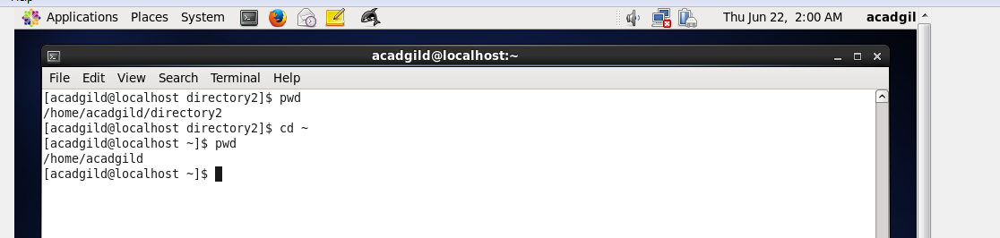 Applications Places System Thu Jun 22, 2:00 AM acadgil
acadgild@localhost:~
File Edit View Search Terminal Help
[acadgild@localhost directory2]$ pwd
/home/acadgild/directory2
[acadgild@localhost directory2]$ cd ~
[acadgild@localhost ~]$ pwd
/home/acadgild
[acadgild@localhost ~]$